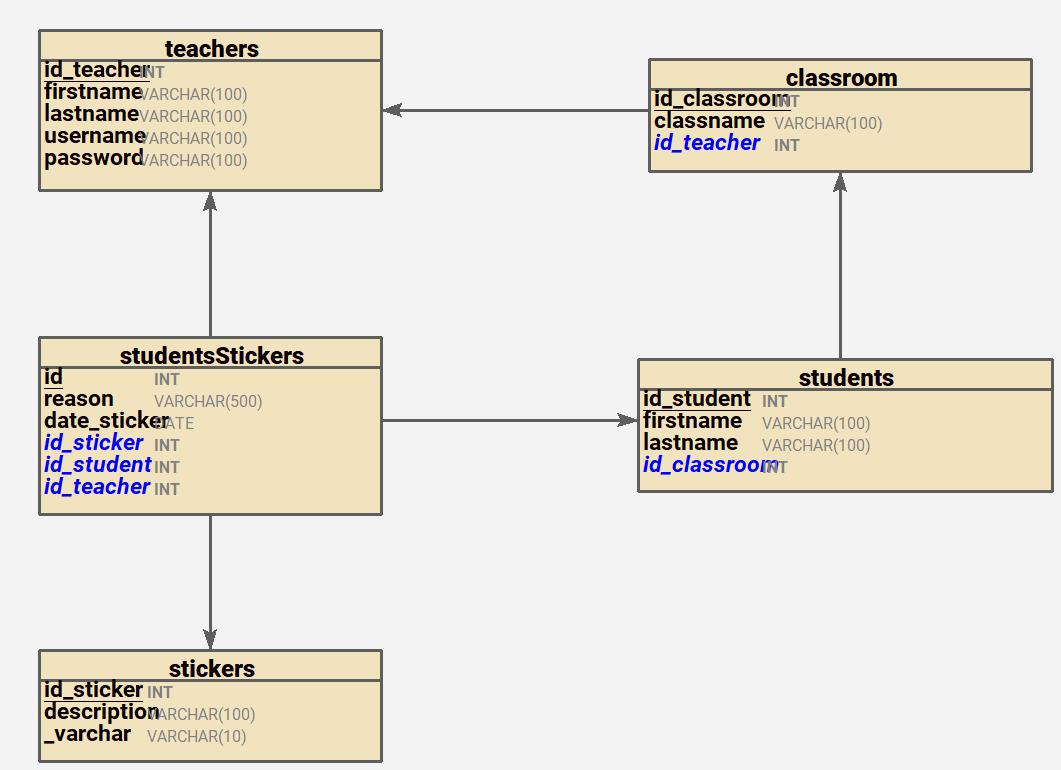 teachers
id_teacher INT
firstname VARCHAR(100)
lastname VARCHAR(100)
username VARCHAR(100)
password VARCHAR(100)
classroom
id_classroom INT
classname VARCHAR(100)
id_teacher INT
studentsStickers
id INT
reason VARCHAR(500)
date_sticker DATE
id_sticker INT
id_student INT
id_teacher INT
students
id_student INT
firstname VARCHAR(100)
lastname VARCHAR(100)
id_classroom INT
stickers
id_sticker INT
description VARCHAR(100)
_varchar VARCHAR(10)